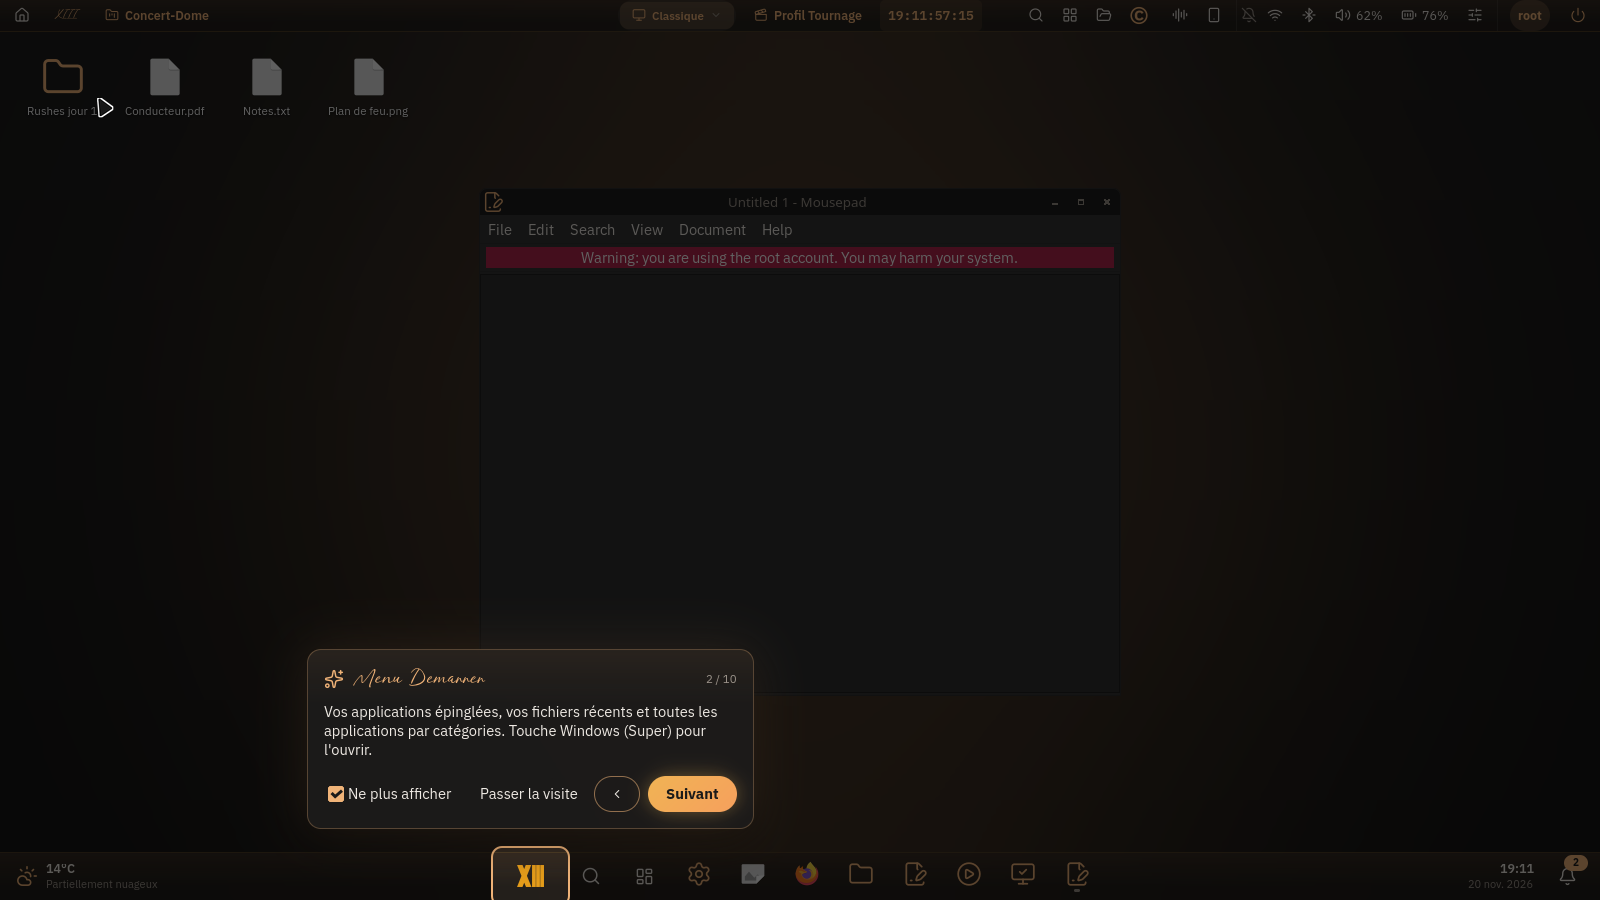 XIII
Concert-Dome
Classique
Profil Tournage
19:11:57:15
62%
76%
root
Rushes jour 1
Conducteur.pdf
Notes.txt
Plan de feu.png
Untitled 1 - Mousepad
File Edit Search View Document Help
Warning: you are using the root account. You may harm your system.
Menu Démarrer
2 / 10
Vos applications épinglées, vos fichiers récents et toutes les
applications par catégories. Touche Windows (Super) pour
l'ouvrir.
Ne plus afficher
Passer la visite
Suivant
14°C
Partiellement nuageux
XIII
19:11
20 nov. 2026
2